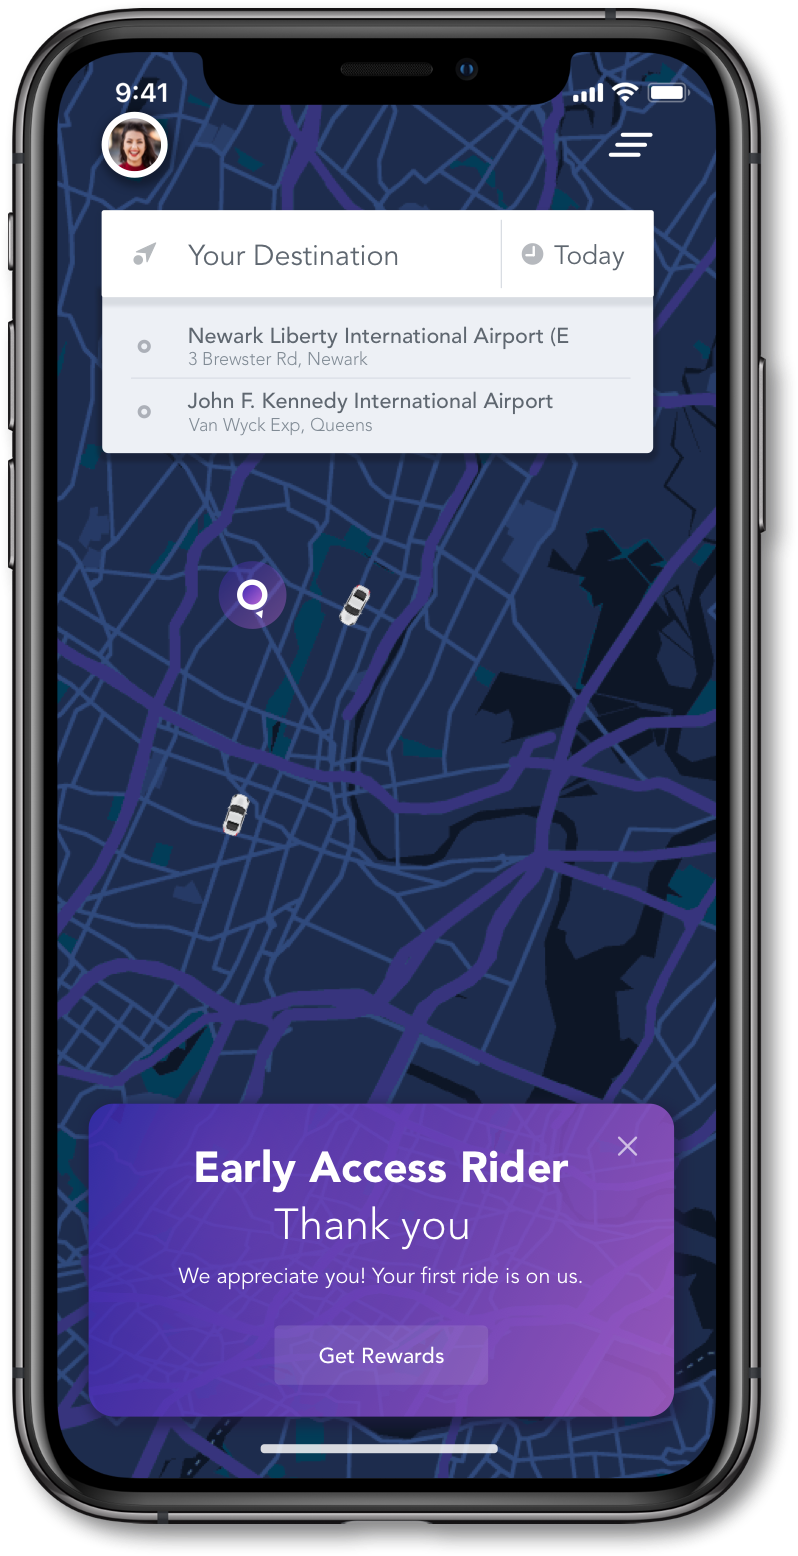 9:41
Your Destination
Today
Newark Liberty International Airport (E
3 Brewster Rd, Newark
John F. Kennedy International Airport
Van Wyck Exp, Queens
Early Access Rider
Thank you
We appreciate you! Your first ride is on us.
Get Rewards